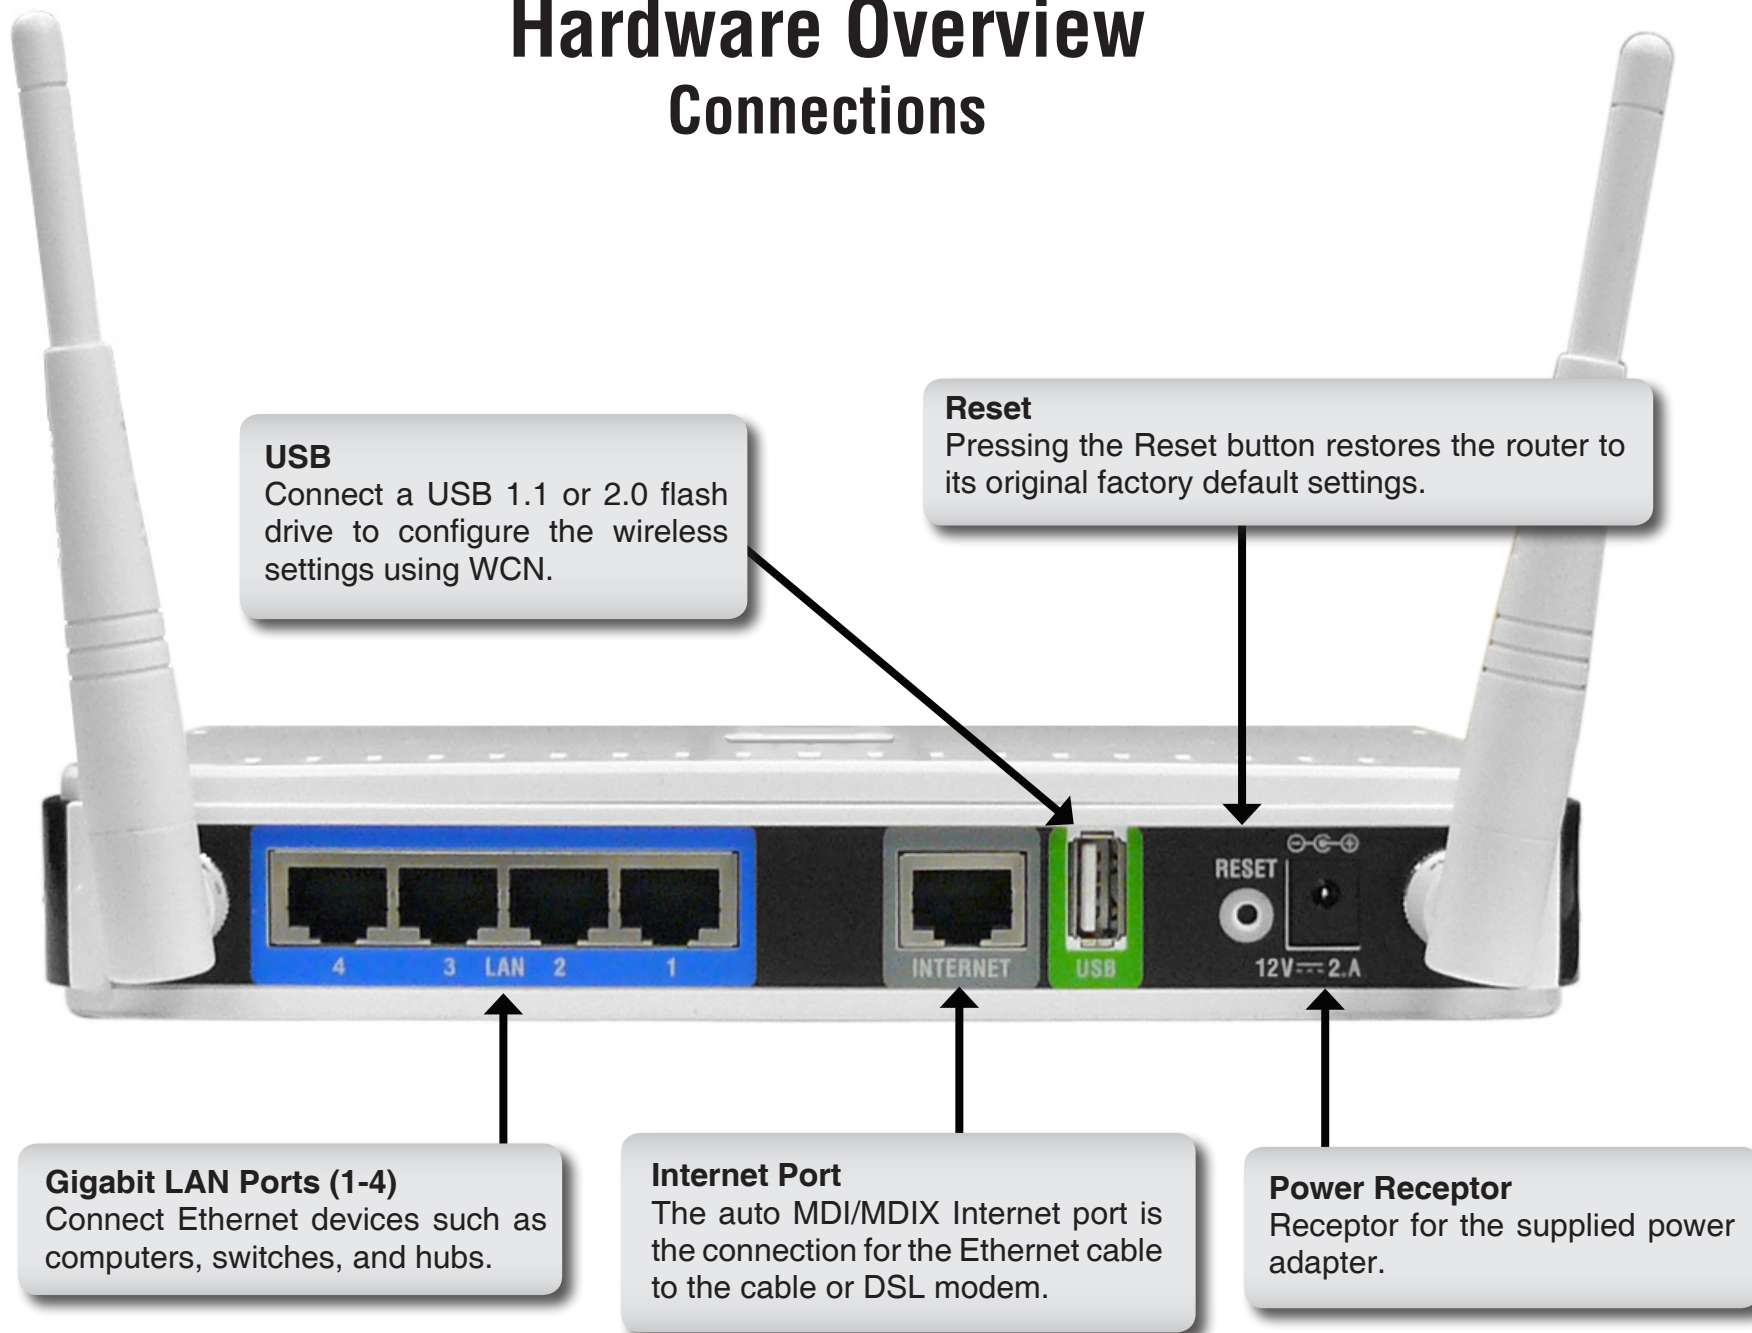 Hardware Overview
Connections
USB
Connect a USB 1.1 or 2.0 flash
drive to configure the wireless
settings using WCN.
Reset
Pressing the Reset button restores the router to
its original factory default settings.
RESET
4 3 LAN 2 1
INTERNET
USB
12V⎓2.A
Gigabit LAN Ports (1-4)
Connect Ethernet devices such as
computers, switches, and hubs.
Internet Port
The auto MDI/MDIX Internet port is
the connection for the Ethernet cable
to the cable or DSL modem.
Power Receptor
Receptor for the supplied power
adapter.